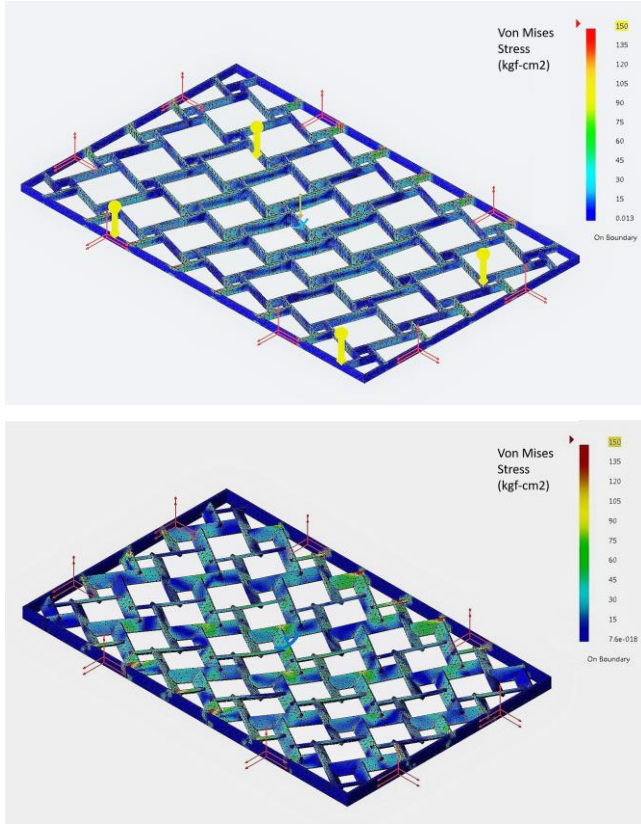 Von Mises
Stress
(kgf-cm2)
150
135
120
105
90
75
60
45
30
15
0.013
On Boundary
Von Mises
Stress
(kgf-cm2)
150
135
120
105
90
75
60
45
30
15
7.6e-018
On Boundary